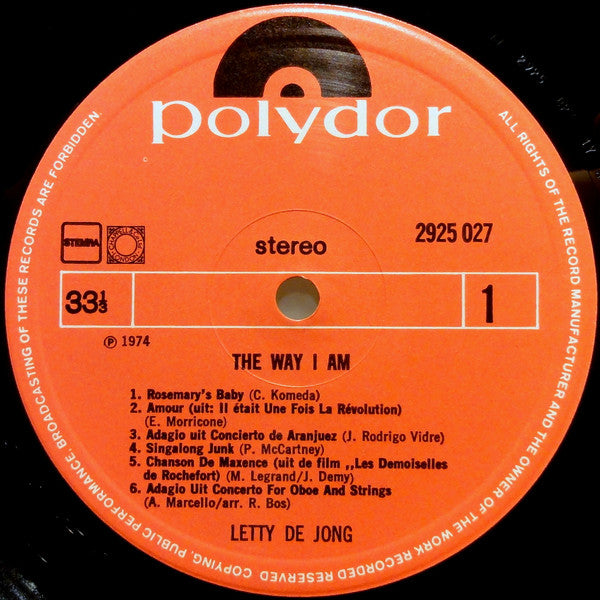 polydor
STEMRA
stereo
2925 027
33⅓
1
℗ 1974
THE WAY I AM
1. Rosemary's Baby (C. Komeda)
2. Amour (uit: Il était Une Fois La Révolution)
(E. Morricone)
3. Adagio uit Concierto de Aranjuez (J. Rodrigo Vidre)
4. Singalong Junk (P. McCartney)
5. Chanson De Maxence (uit de film ,,Les Demoiselles
de Rochefort) (M. Legrand/J. Demy)
6. Adagio Uit Concerto For Oboe And Strings
(A. Marcello/arr. R. Bos)
LETTY DE JONG
ALL RIGHTS OF THE RECORD MANUFACTURER AND THE OWNER OF THE WORK RECORDED RESERVED COPYING, PUBLIC PERFORMANCE, BROADCASTING OF THESE RECORDS ARE FORBIDDEN.